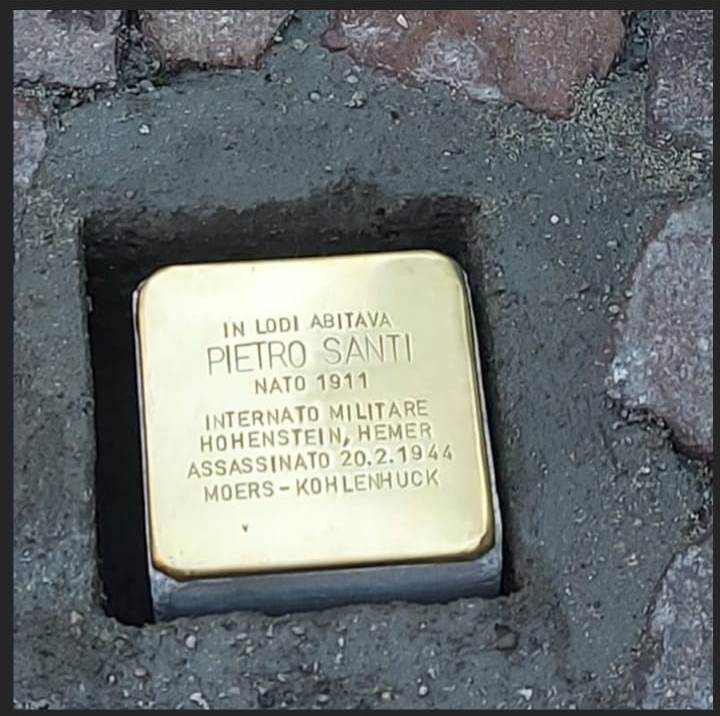 IN LODI ABITAVA
PIETRO SANTI
NATO 1911
INTERNATO MILITARE
HOHENSTEIN, HEMER
ASSASSINATO 20.2.1944
MOERS-KOHLENHUCK